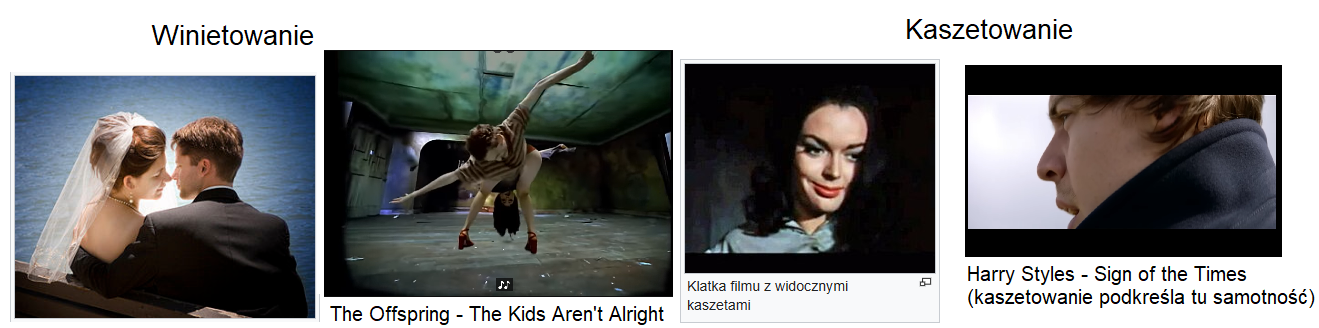 Winietowanie
Kaszetowanie
The Offspring - The Kids Aren't Alright
Klatka filmu z widocznymi
kaszetami
Harry Styles - Sign of the Times
(kaszetowanie podkreśla tu samotność)